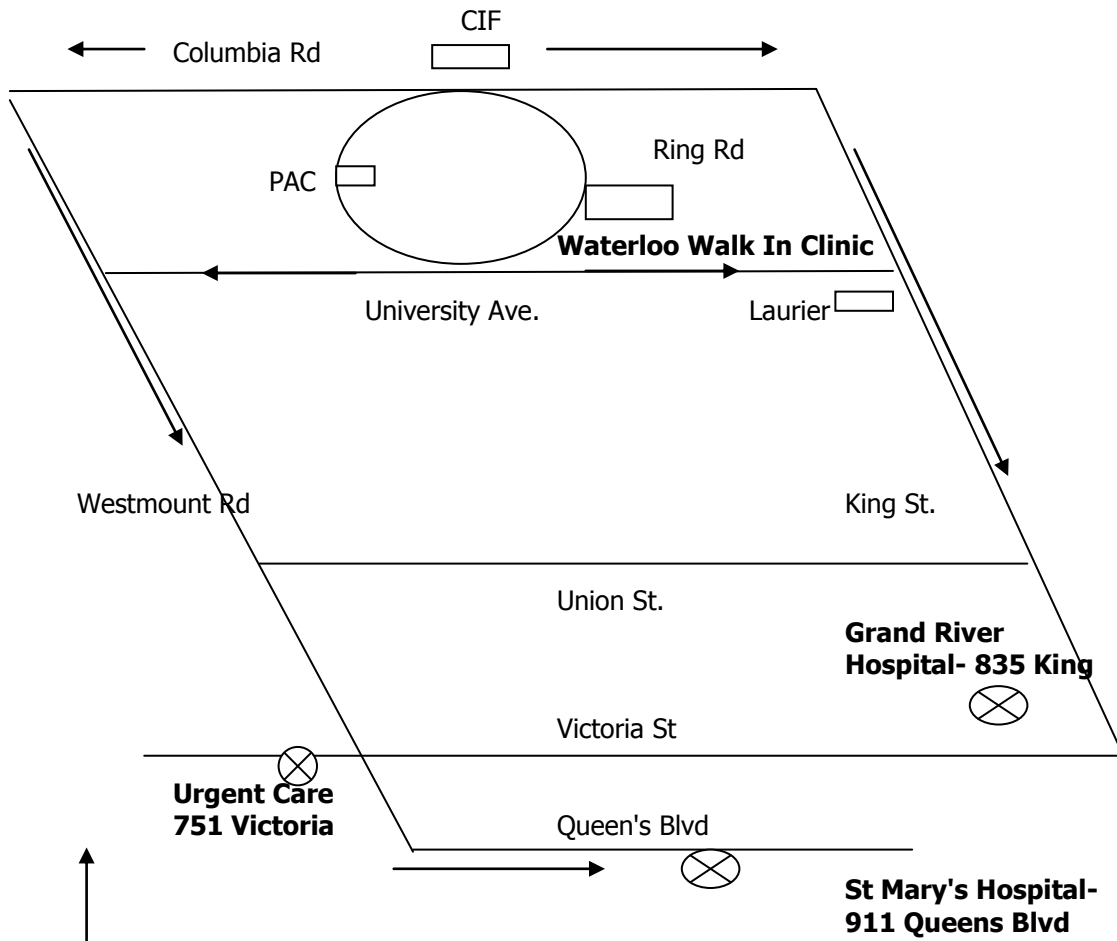 CIF
Columbia Rd
Ring Rd
PAC
Waterloo Walk In Clinic
University Ave.
Laurier
Westmount Rd
King St.
Union St.
Grand River
Hospital- 835 King
Victoria St
Urgent Care
751 Victoria
Queen's Blvd
St Mary's Hospital-
911 Queens Blvd